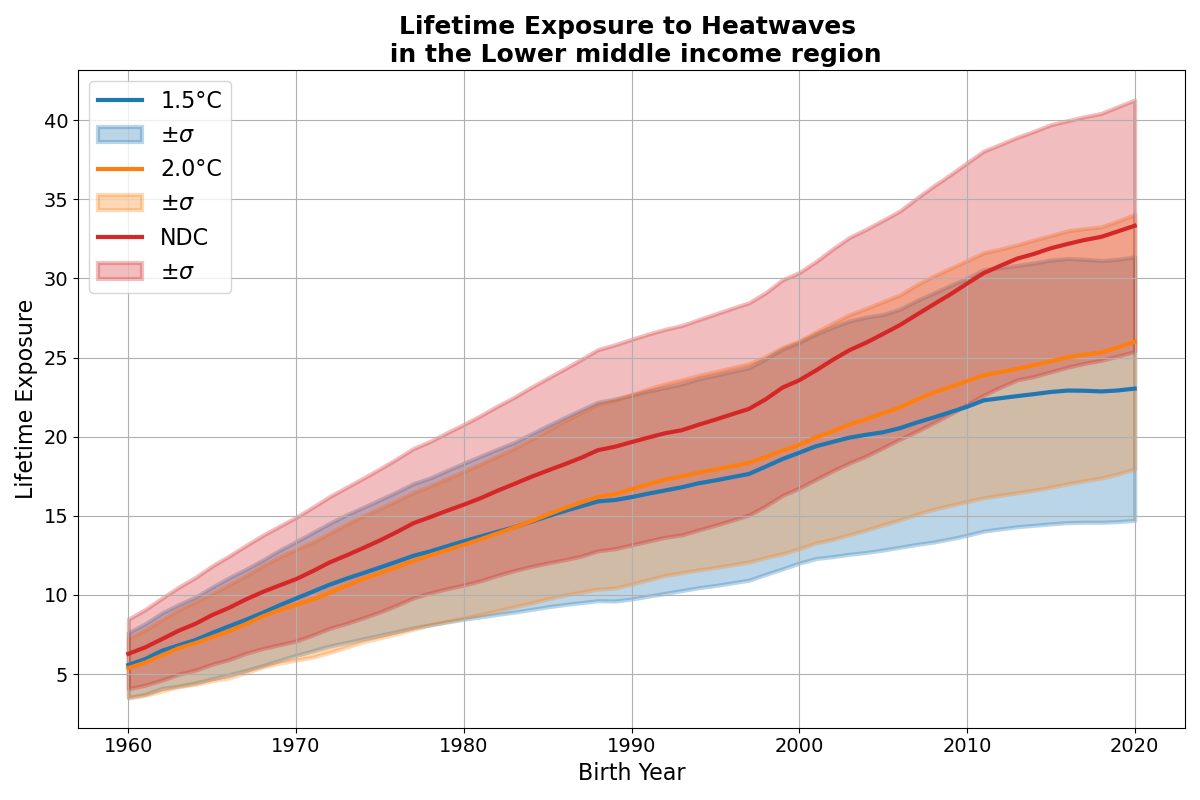 Lifetime Exposure to Heatwaves
in the Lower middle income region
1.5°C
±σ
2.0°C
±σ
NDC
±σ
Lifetime Exposure
40
35
30
25
20
15
10
5
1960 1970 1980 1990 2000 2010 2020
Birth Year